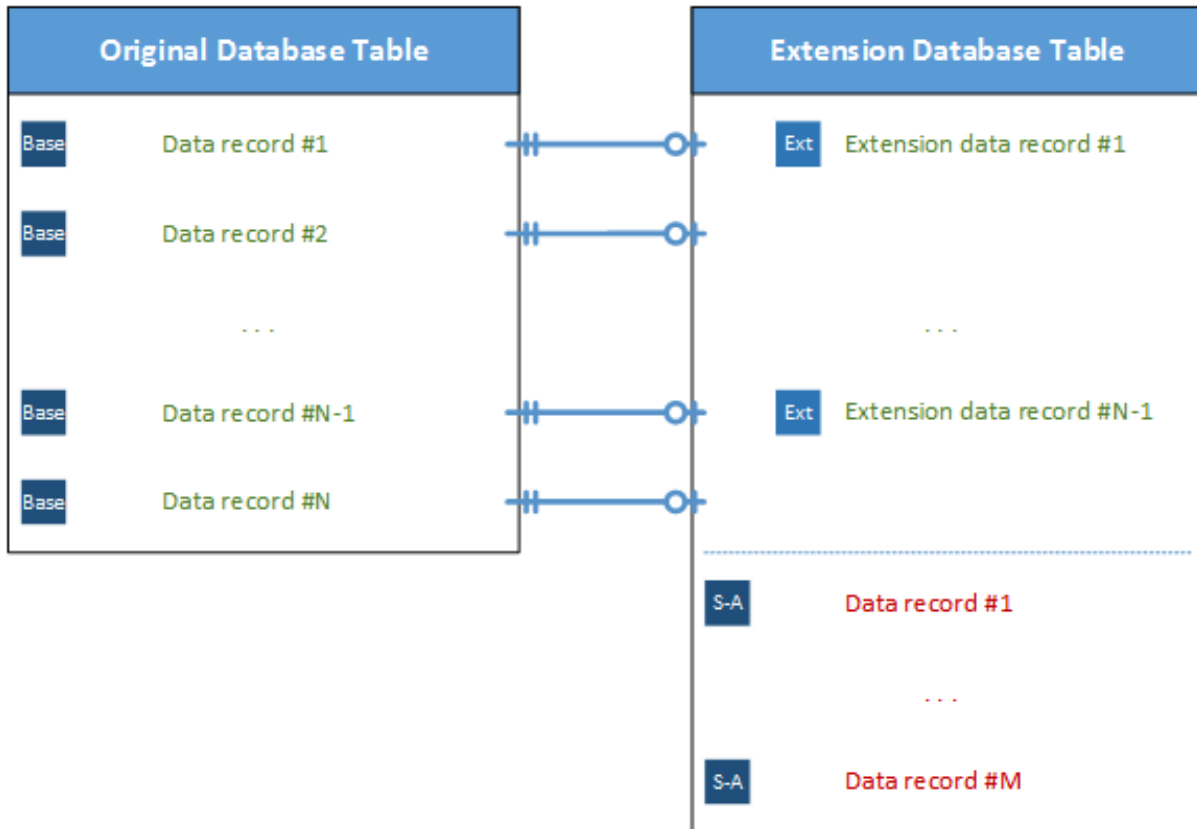 Original Database Table
Extension Database Table
Base Data record #1
Ext Extension data record #1
Base Data record #2
. . .
. . .
Base Data record #N-1
Ext Extension data record #N-1
Base Data record #N
S-A Data record #1
. . .
S-A Data record #M